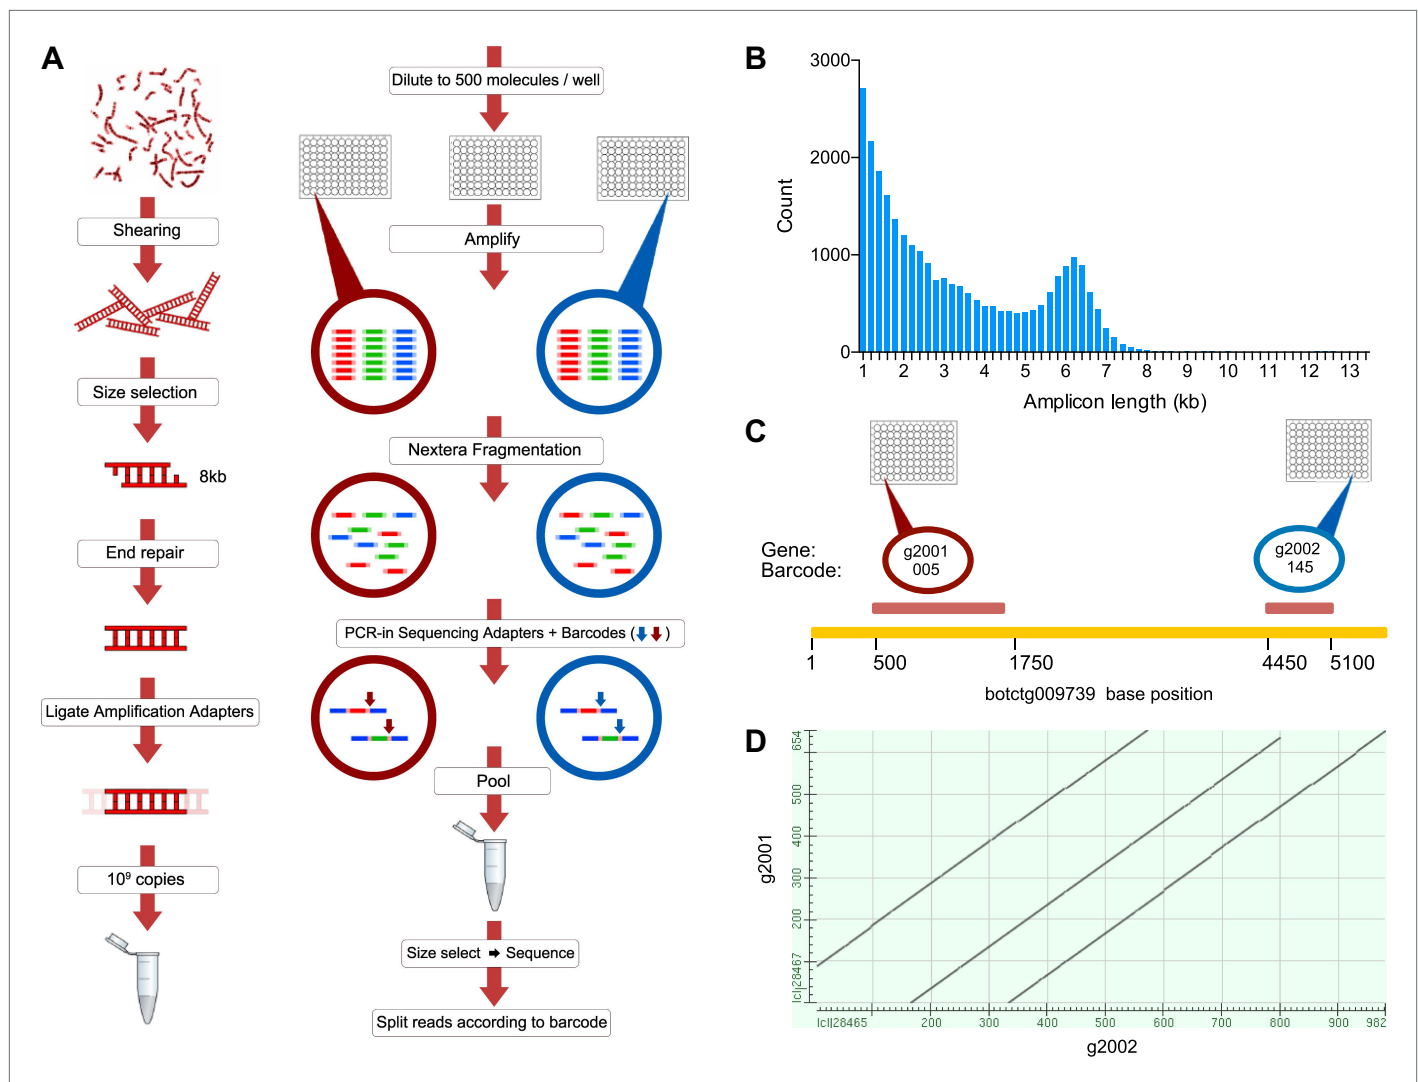 A
Shearing
Size selection
8kb
End repair
Ligate Amplification Adapters
10⁹ copies
Dilute to 500 molecules / well
Amplify
Nextera Fragmentation
PCR-in Sequencing Adapters + Barcodes ( )
Pool
Size select ➡ Sequence
Split reads according to barcode
B
3000
2000
1000
0
Count
1 2 3 4 5 6 7 8 9 10 11 12 13
Amplicon length (kb)
C
Gene:
Barcode:
g2001
005
g2002
145
1 500 1750 4450 5100
botctg009739 base position
D
g2001
654
500
400
300
200
lcl|28467
lcl|28465 200 300 400 500 600 700 800 900 982
g2002